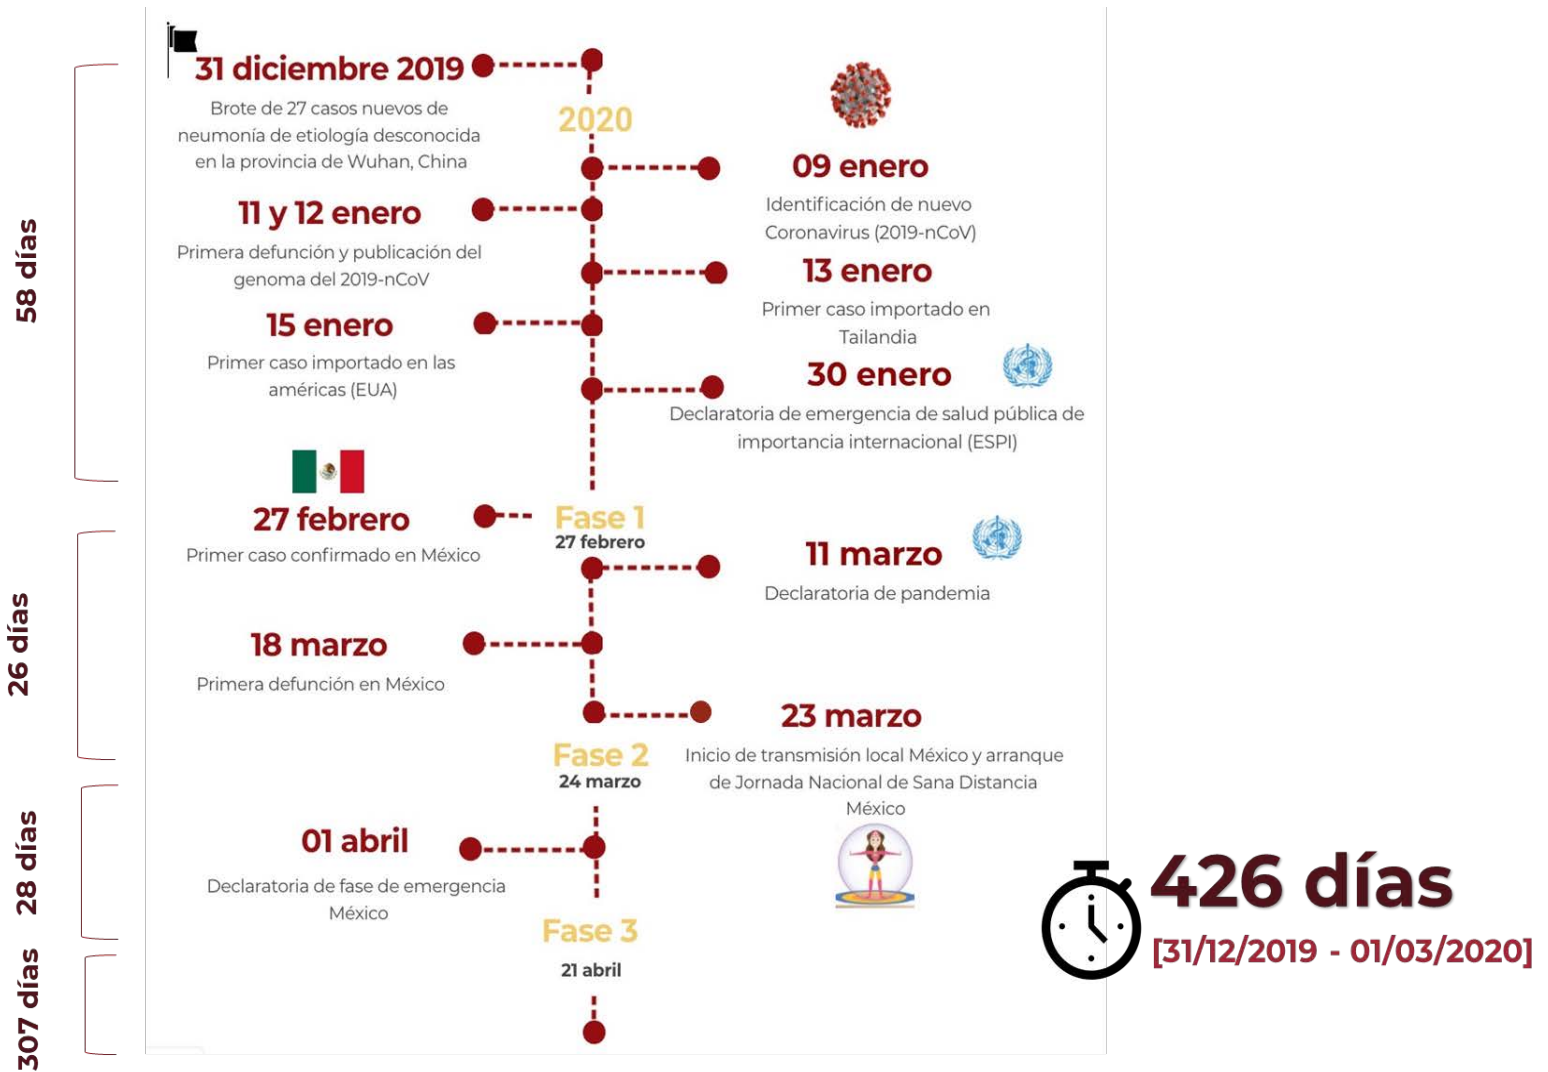 31 diciembre 2019
Brote de 27 casos nuevos de
neumonía de etiología desconocida
en la provincia de Wuhan, China
2020
09 enero
Identificación de nuevo
Coronavirus (2019-nCoV)
11 y 12 enero
Primera defunción y publicación del
genoma del 2019-nCoV
13 enero
Primer caso importado en
Tailandia
15 enero
Primer caso importado en las
américas (EUA)
30 enero
Declaratoria de emergencia de salud pública de
importancia internacional (ESPI)
58 días
27 febrero
Primer caso confirmado en México
Fase 1
27 febrero
11 marzo
Declaratoria de pandemia
18 marzo
Primera defunción en México
23 marzo
Inicio de transmisión local México y arranque
de Jornada Nacional de Sana Distancia
México
26 días
Fase 2
24 marzo
01 abril
Declaratoria de fase de emergencia
México
28 días
Fase 3
21 abril
307 días
426 días
[31/12/2019 - 01/03/2020]